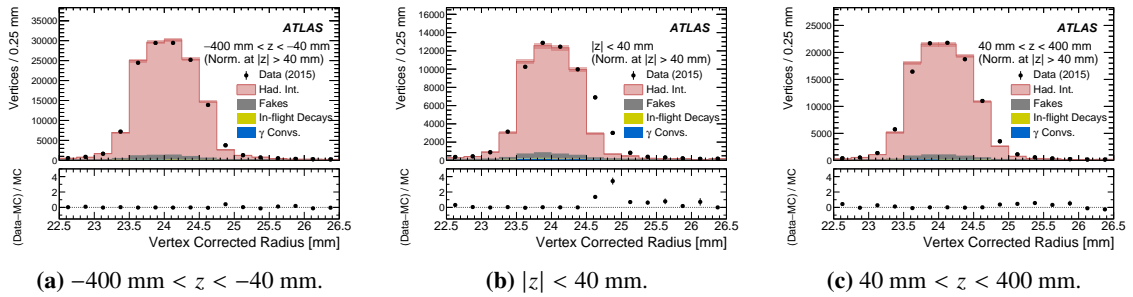 Vertices / 0.25 mm
35000
30000
25000
20000
15000
10000
5000
0
ATLAS
−400 mm < z < −40 mm
(Norm. at |z| > 40 mm)
Data (2015)
Had. Int.
Fakes
In-flight Decays
γ Convs.
(Data−MC) / MC
4
2
0
22.5 23 23.5 24 24.5 25 25.5 26 26.5
Vertex Corrected Radius [mm]
(a) −400 mm < z < −40 mm.
Vertices / 0.25 mm
16000
14000
12000
10000
8000
6000
4000
2000
0
ATLAS
|z| < 40 mm
(Norm. at |z| > 40 mm)
Data (2015)
Had. Int.
Fakes
In-flight Decays
γ Convs.
(Data−MC) / MC
4
2
0
22.5 23 23.5 24 24.5 25 25.5 26 26.5
Vertex Corrected Radius [mm]
(b) |z| < 40 mm.
Vertices / 0.25 mm
25000
20000
15000
10000
5000
0
ATLAS
40 mm < z < 400 mm
(Norm. at |z| > 40 mm)
Data (2015)
Had. Int.
Fakes
In-flight Decays
γ Convs.
(Data−MC) / MC
4
2
0
22.5 23 23.5 24 24.5 25 25.5 26 26.5
Vertex Corrected Radius [mm]
(c) 40 mm < z < 400 mm.